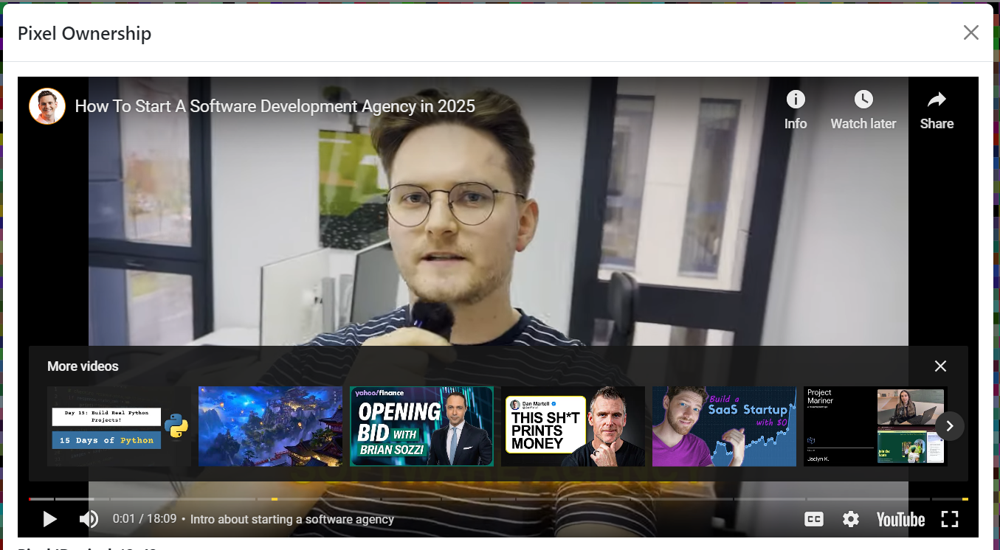 Pixel Ownership
How To Start A Software Development Agency in 2025
Info
Watch later
Share
More videos
Day 15: Build Real Python
Projects!
15 Days of Python
yahoo/finance
OPENING
BID WITH
BRIAN SOZZI
Dan Martell
THIS SH*T
PRINTS
MONEY
Build a
SaaS Startup
with $0
Project
Mariner
Jaclyn K.
0:01 / 18:09 • Intro about starting a software agency
CC
YouTube